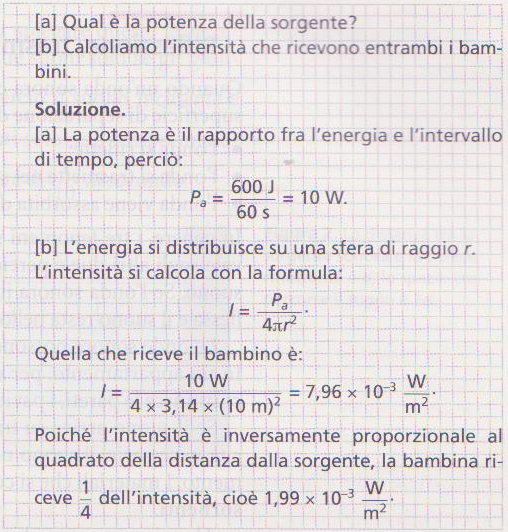 [a] Qual è la potenza della sorgente?
[b] Calcoliamo l'intensità che ricevono entrambi i bam-
bini.
Soluzione.
[a] La potenza è il rapporto fra l'energia e l'intervallo
di tempo, perciò:
Pₐ = 600 J / 60 s = 10 W.
[b] L'energia si distribuisce su una sfera di raggio r.
L'intensità si calcola con la formula:
I = Pₐ / 4πr² .
Quella che riceve il bambino è:
I = 10 W / 4 × 3,14 × (10 m)² = 7,96 × 10⁻³ W/m² .
Poiché l'intensità è inversamente proporzionale al
quadrato della distanza dalla sorgente, la bambina ri-
ceve 1/4 dell'intensità, cioè 1,99 × 10⁻³ W/m² .